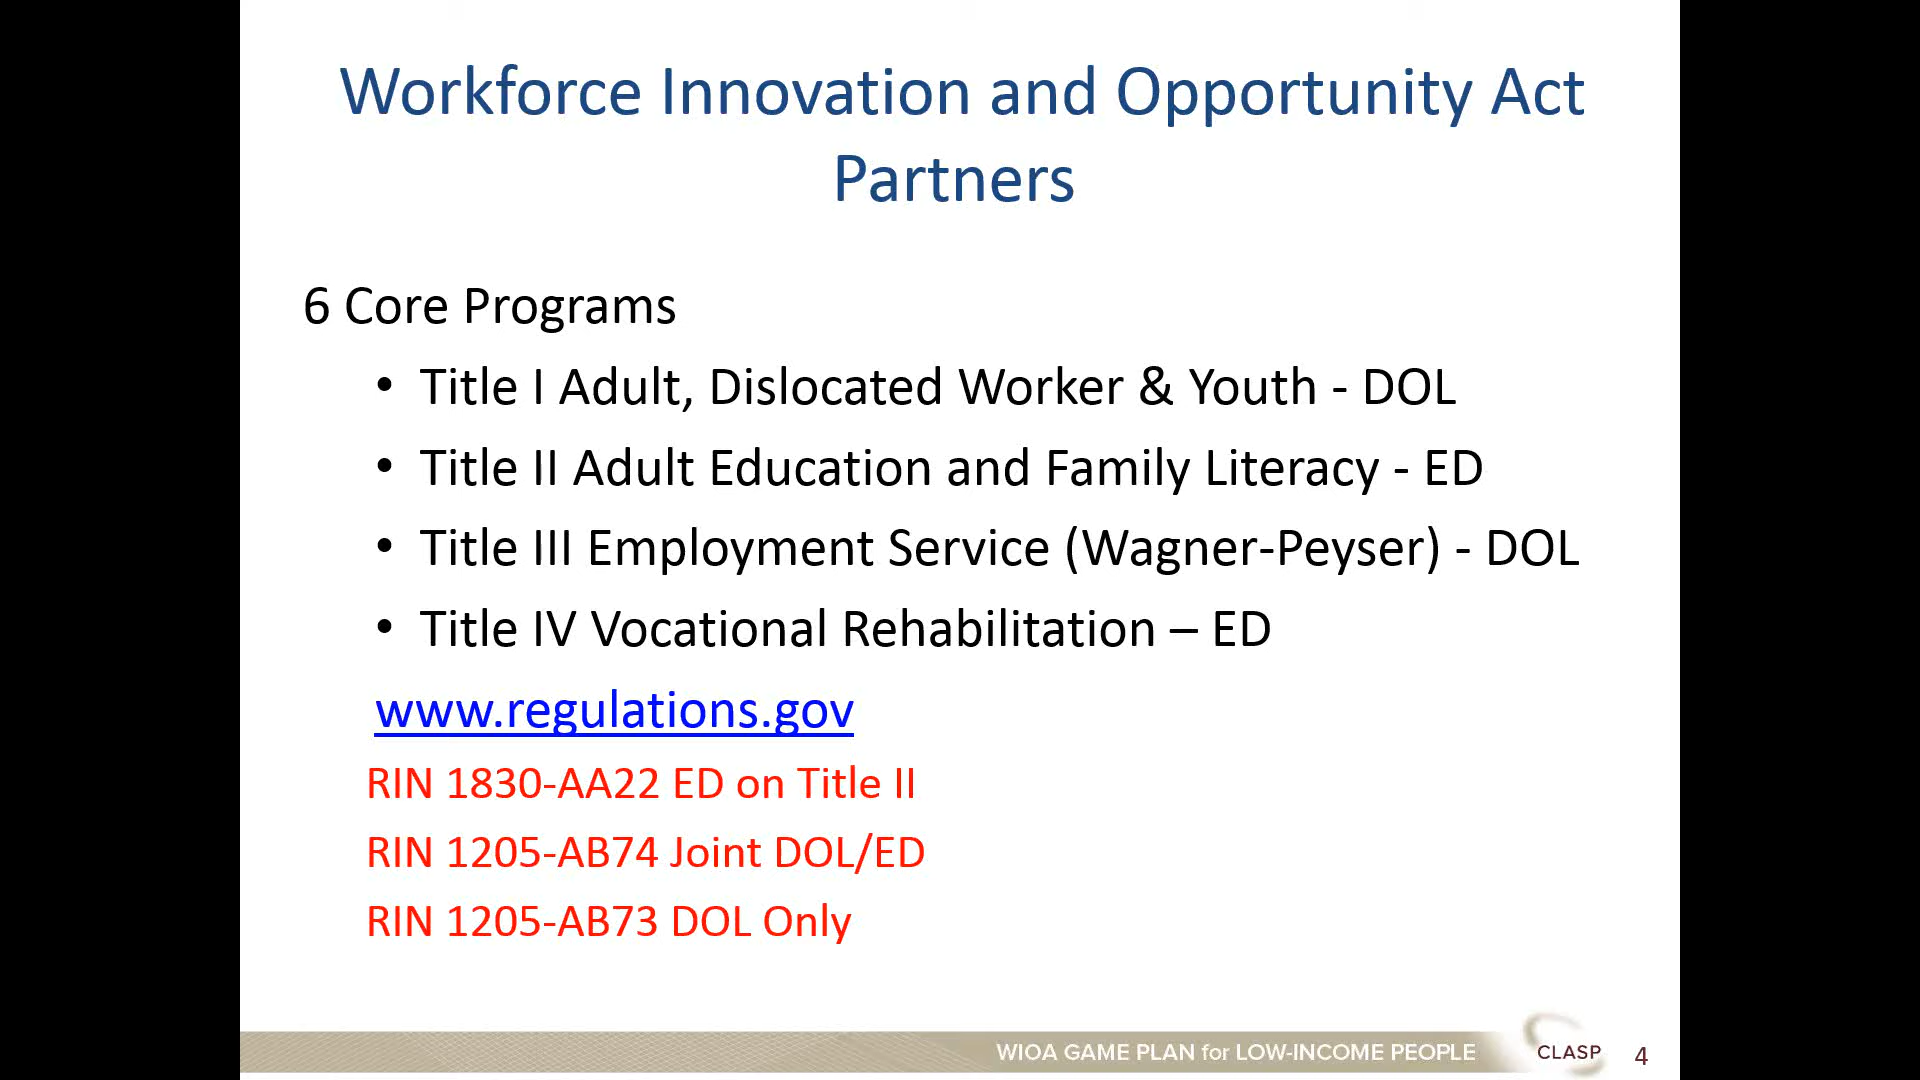 Workforce Innovation and Opportunity Act
Partners
6 Core Programs
• Title I Adult, Dislocated Worker & Youth - DOL
• Title II Adult Education and Family Literacy - ED
• Title III Employment Service (Wagner-Peyser) - DOL
• Title IV Vocational Rehabilitation – ED
www.regulations.gov
RIN 1830-AA22 ED on Title II
RIN 1205-AB74 Joint DOL/ED
RIN 1205-AB73 DOL Only
WIOA GAME PLAN for LOW-INCOME PEOPLE
CLASP
4